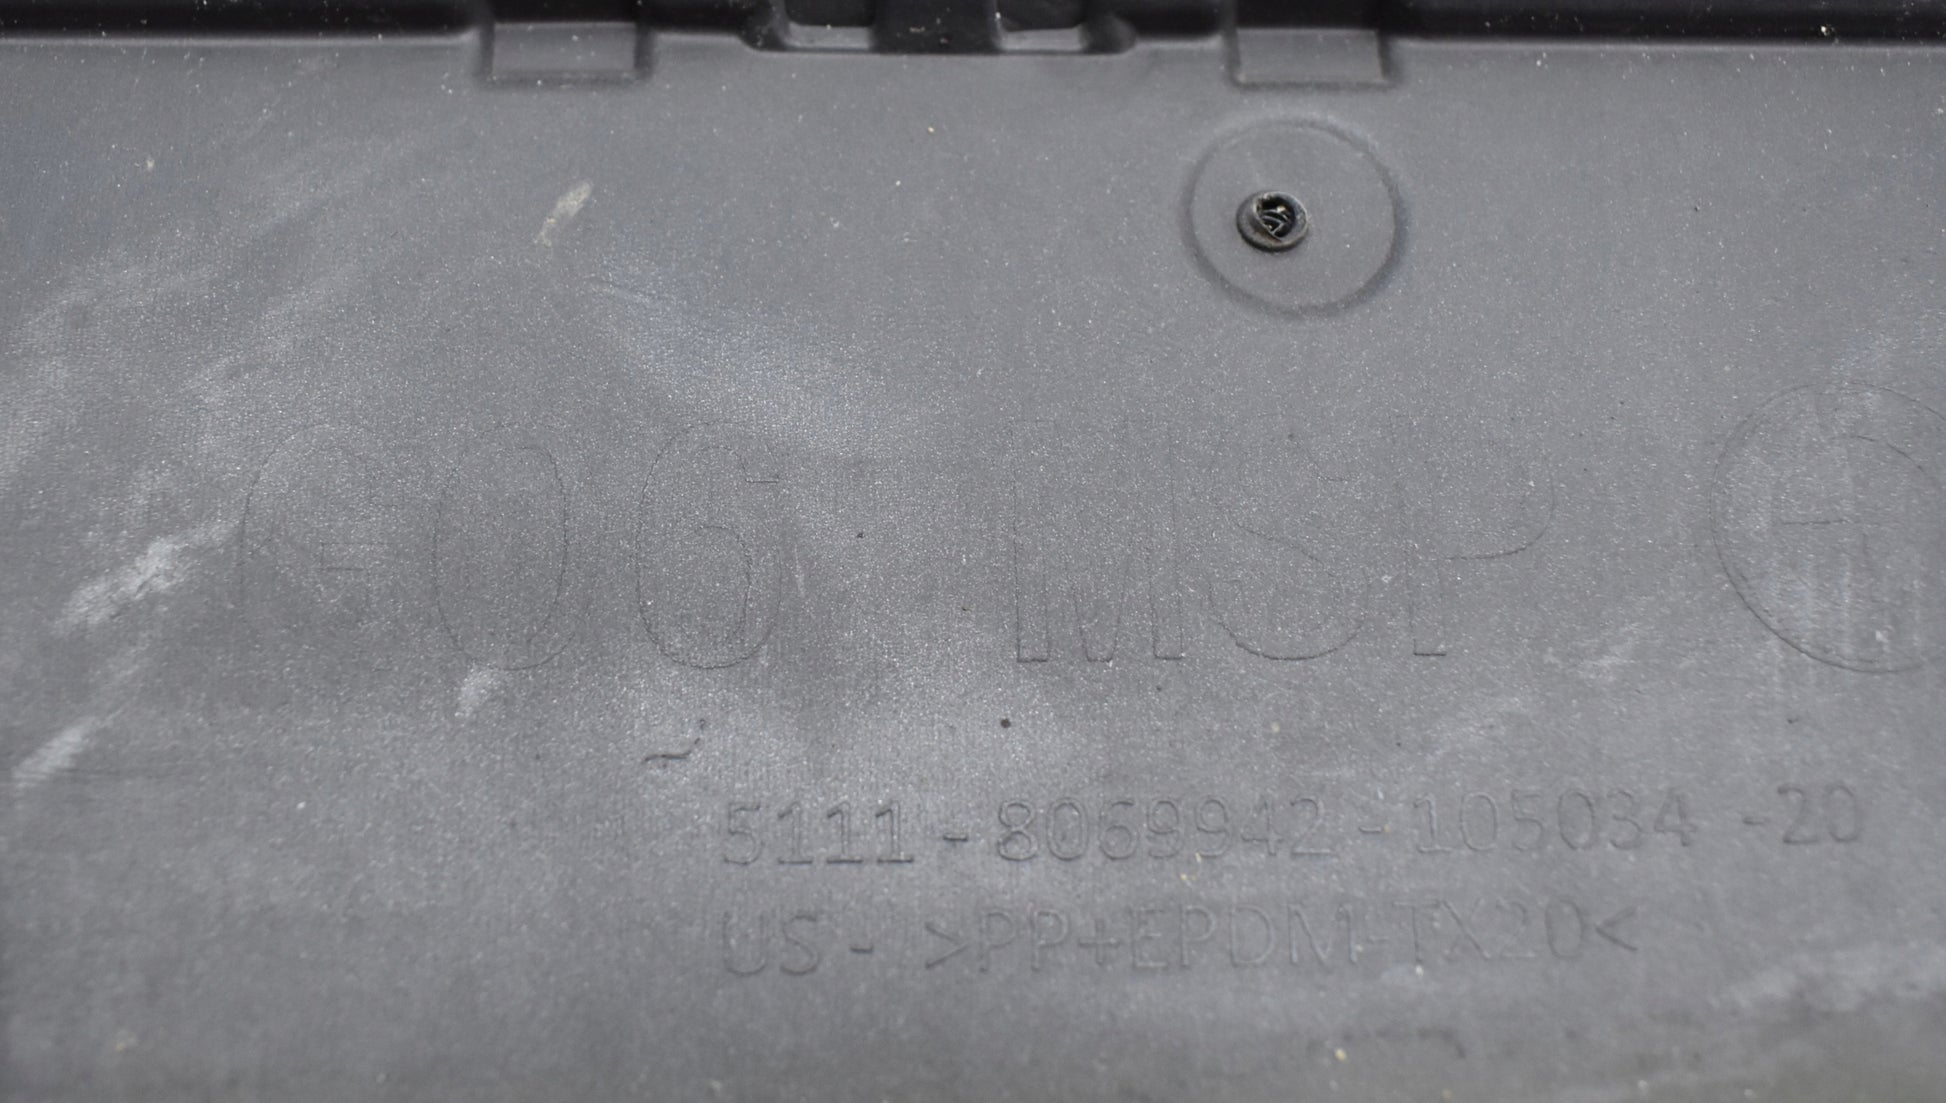 G06 MSP
5111 - 8069942 - 105034 - 20
US - >PP+EPDM-TX20<